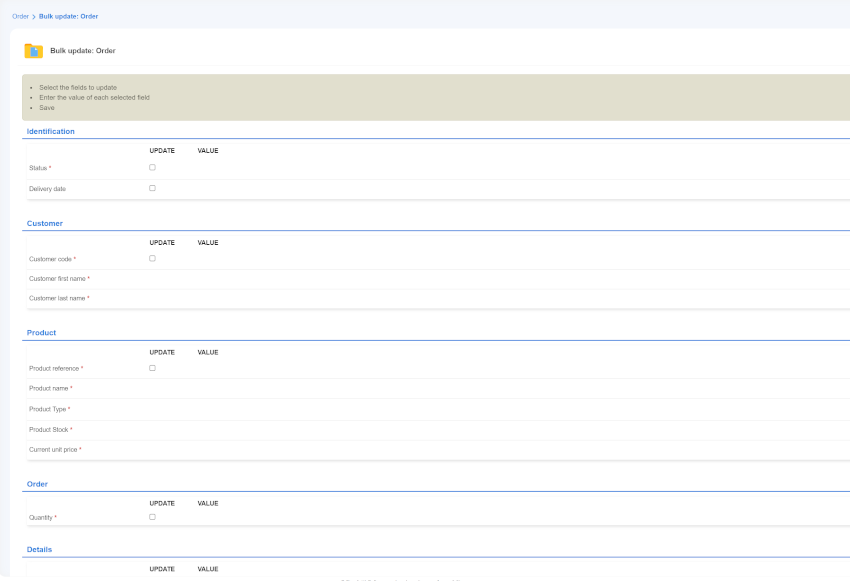 Order > Bulk update: Order
Bulk update: Order
• Select the fields to update
• Enter the value of each selected field
• Save
Identification
UPDATE VALUE
Status *
Delivery date
Customer
UPDATE VALUE
Customer code *
Customer first name *
Customer last name *
Product
UPDATE VALUE
Product reference *
Product name *
Product Type *
Product Stock *
Current unit price *
Order
UPDATE VALUE
Quantity *
Details
UPDATE VALUE